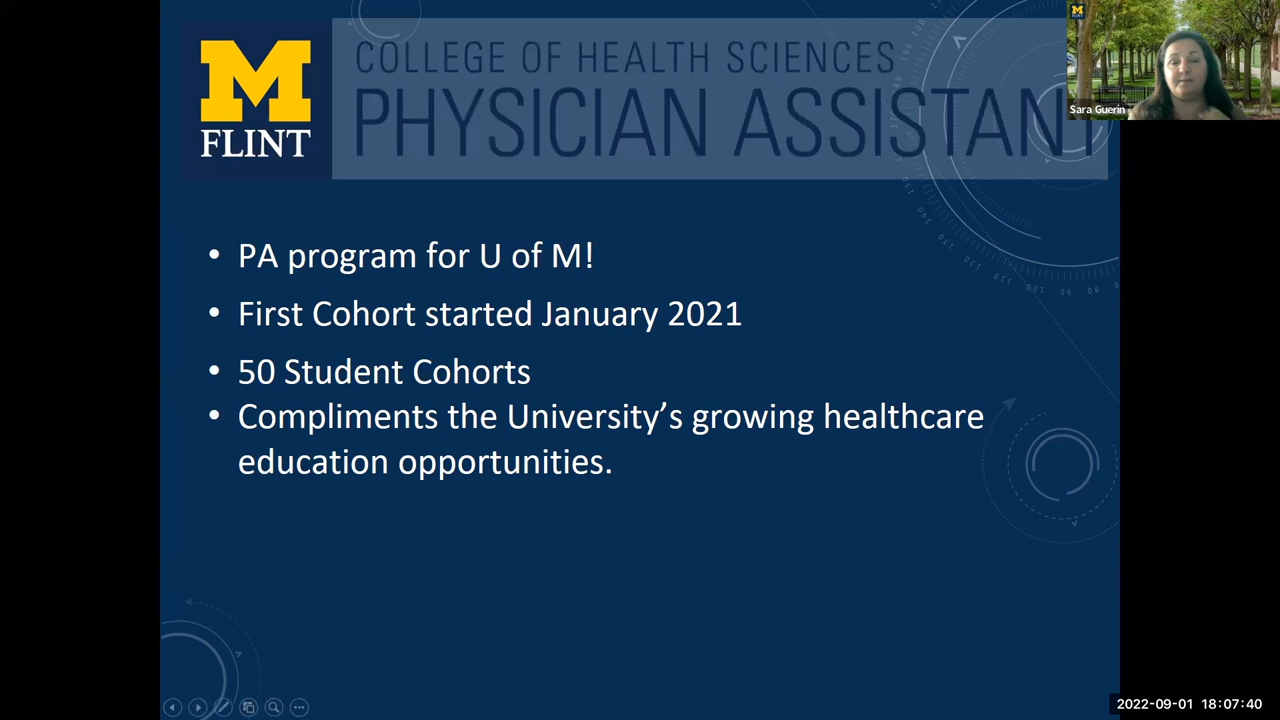 M
FLINT
COLLEGE OF HEALTH SCIENCES
PHYSICIAN ASSISTANT
Sara Guerin
• PA program for U of M!
• First Cohort started January 2021
• 50 Student Cohorts
• Compliments the University’s growing healthcare
education opportunities.
2022-09-01 18:07:40